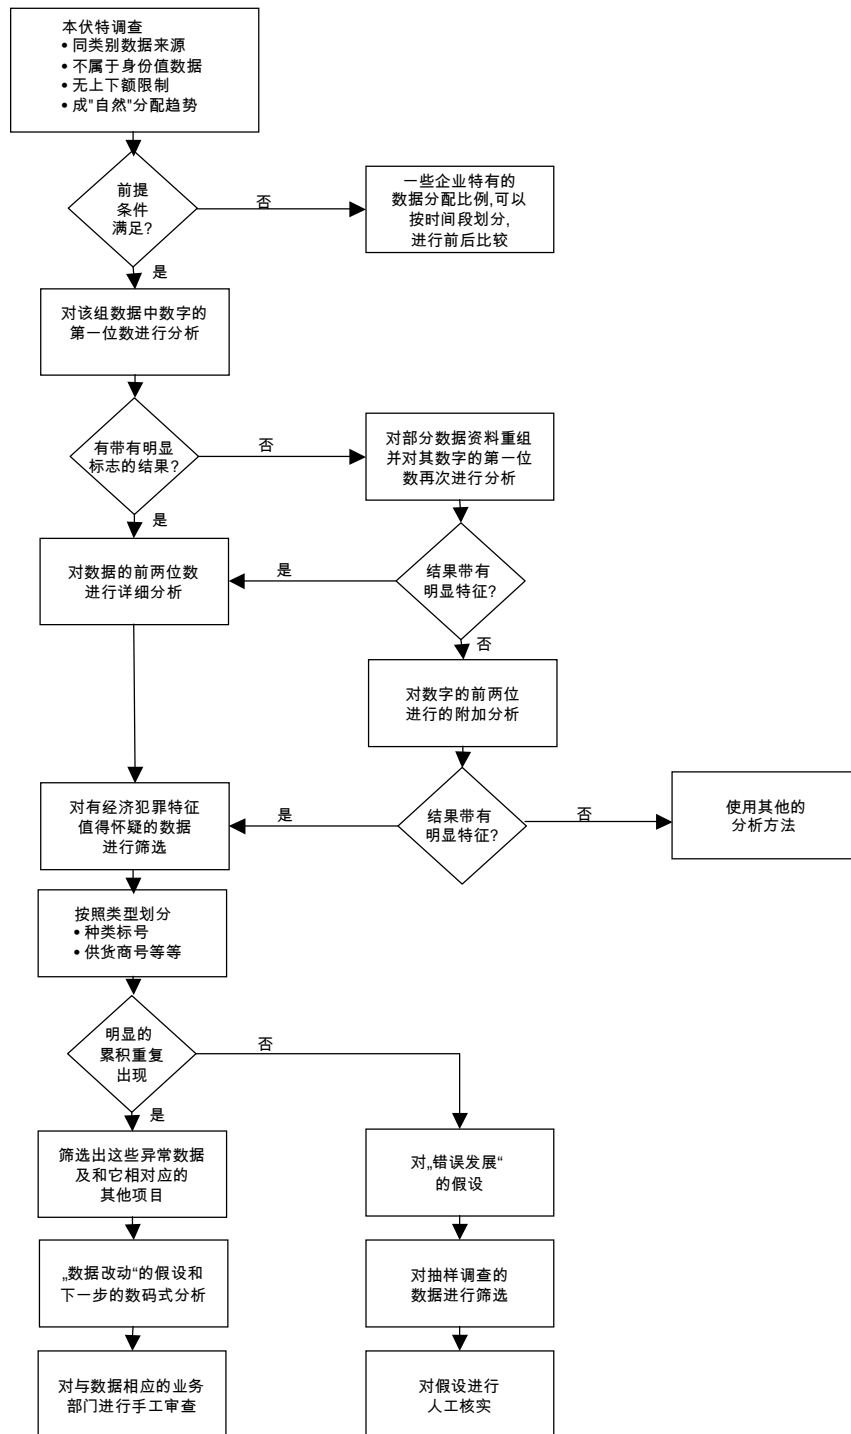 本伏特调查
• 同类别数据来源
• 不属于身份值数据
• 无上下额限制
• 成"自然"分配趋势
前提
条件
满足?
否
一些企业特有的
数据分配比例,可以
按时间段划分,
进行前后比较
是
对该组数据中数字的
第一位数进行分析
有带有明显
标志的结果?
否
对部分数据资料重组
并对其数字的第一位
数再次进行分析
是
对数据的前两位数
进行详细分析
是
结果带有
明显特征?
否
对数字的前两位
进行的附加分析
对有经济犯罪特征
值得怀疑的数据
进行筛选
是
结果带有
明显特征?
否
使用其他的
分析方法
按照类型划分
• 种类标号
• 供货商号等等
明显的
累积重复
出现
否
是
筛选出这些异常数据
及和它相对应的
其他项目
对„错误发展“
的假设
„数据改动“的假设和
下一步的数码式分析
对抽样调查的
数据进行筛选
对与数据相应的业务
部门进行手工审查
对假设进行
人工核实